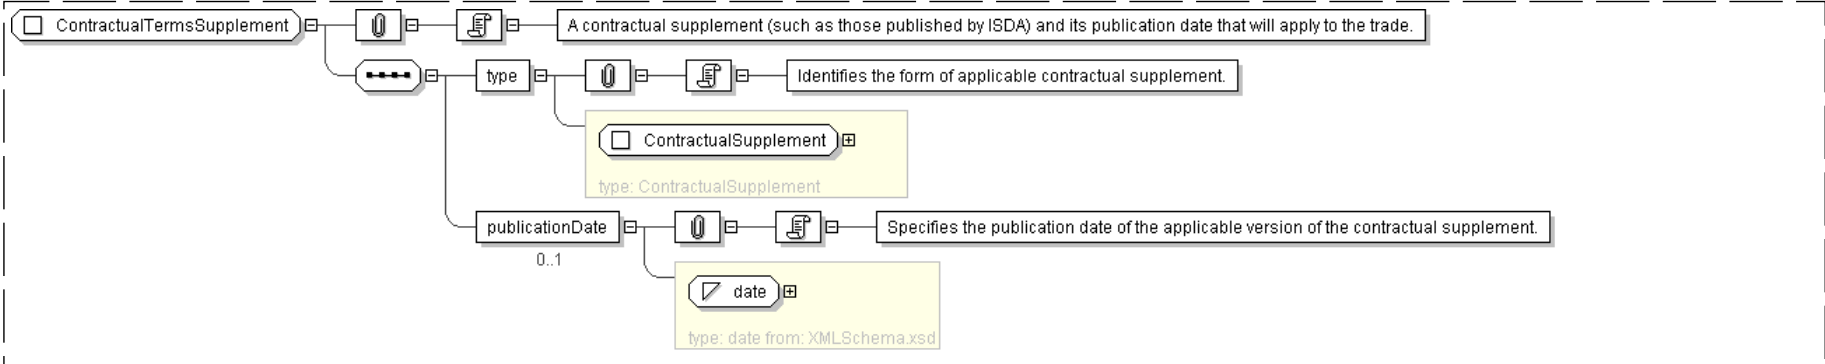 ContractualTermsSupplement
A contractual supplement (such as those published by ISDA) and its publication date that will apply to the trade.
type
Identifies the form of applicable contractual supplement.
ContractualSupplement
type: ContractualSupplement
publicationDate
Specifies the publication date of the applicable version of the contractual supplement.
0..1
date
type: date from: XMLSchema.xsd